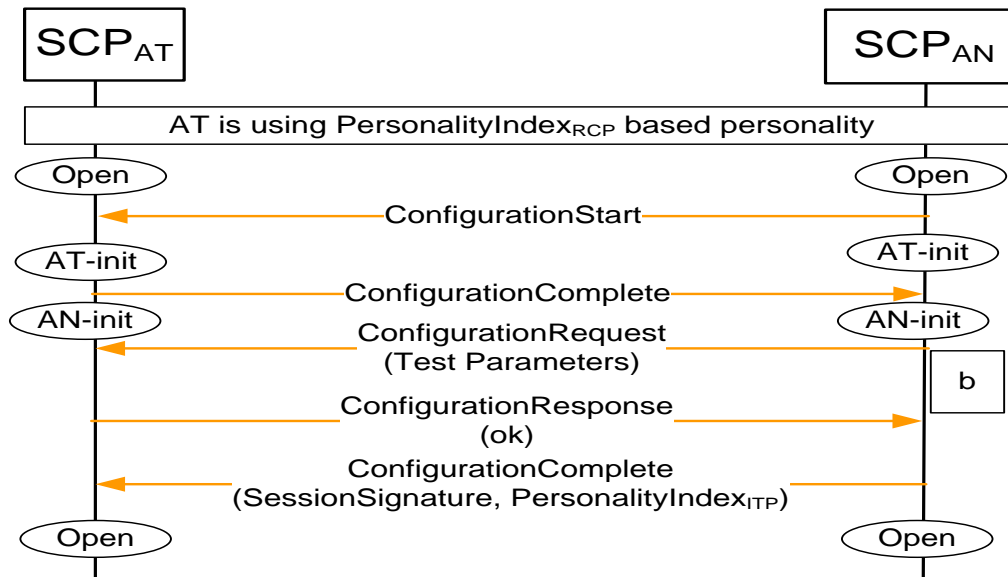 SCPAT
SCPAN
AT is using PersonalityIndexRCP based personality
Open
Open
ConfigurationStart
AT-init
AT-init
ConfigurationComplete
AN-init
AN-init
ConfigurationRequest
(Test Parameters)
b
ConfigurationResponse
(ok)
ConfigurationComplete
(SessionSignature, PersonalityIndexITP)
Open
Open